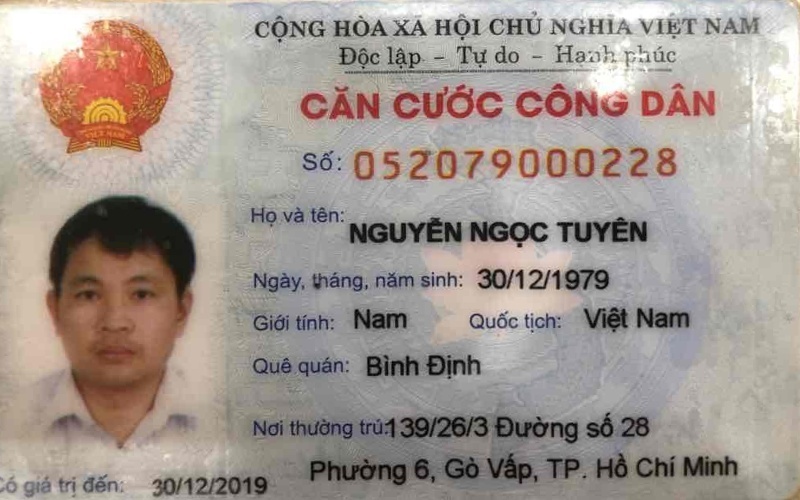 CỘNG HÒA XÃ HỘI CHỦ NGHĨA VIỆT NAM
Độc lập - Tự do - Hạnh phúc
CĂN CƯỚC CÔNG DÂN
Số: 052079000228
Họ và tên: NGUYỄN NGỌC TUYÊN
Ngày, tháng, năm sinh: 30/12/1979
Giới tính: Nam Quốc tịch: Việt Nam
Quê quán: Bình Định
Nơi thường trú: 139/26/3 Đường số 28
Phường 6, Gò Vấp, TP. Hồ Chí Minh
Có giá trị đến: 30/12/2019